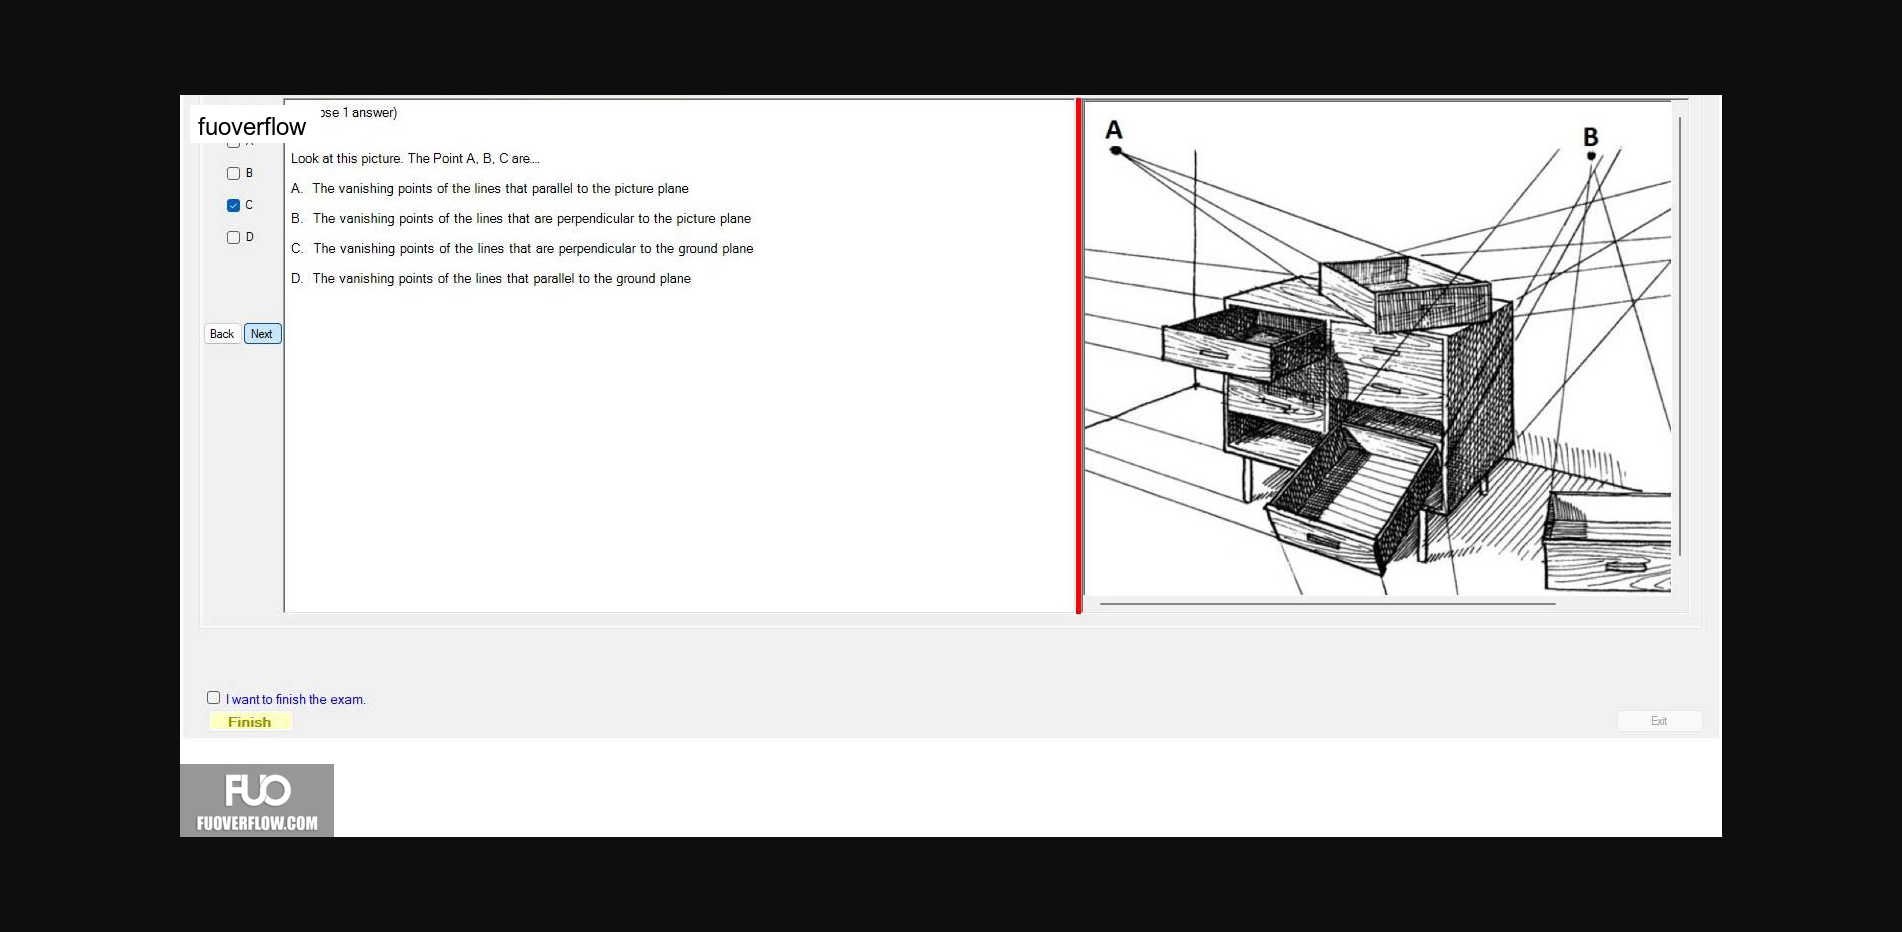 fuoverflow
ose 1 answer)
Look at this picture. The Point A, B, C are....
A. The vanishing points of the lines that parallel to the picture plane
B. The vanishing points of the lines that are perpendicular to the picture plane
C. The vanishing points of the lines that are perpendicular to the ground plane
D. The vanishing points of the lines that parallel to the ground plane
B
C
D
Back Next
A
B
I want to finish the exam.
Finish
Exit
FUO
FUOVERFLOW.COM